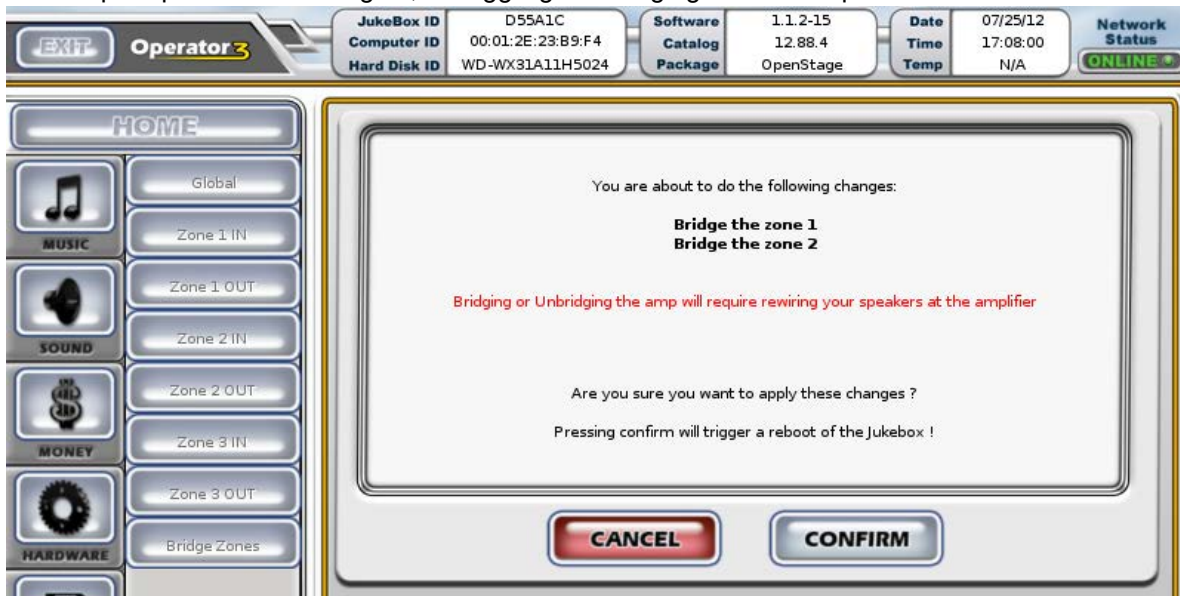 EXIT
Operator3
JukeBox ID D55A1C
Computer ID 00:01:2E:23:B9:F4
Hard Disk ID WD-WX31A11H5024
Software 1.1.2-15
Catalog 12.88.4
Package OpenStage
Date 07/25/12
Time 17:08:00
Temp N/A
Network
Status
ONLINE
HOME
MUSIC
SOUND
MONEY
HARDWARE
Global
Zone 1 IN
Zone 1 OUT
Zone 2 IN
Zone 2 OUT
Zone 3 IN
Zone 3 OUT
Bridge Zones
You are about to do the following changes:
Bridge the zone 1
Bridge the zone 2
Bridging or Unbridging the amp will require rewiring your speakers at the amplifier
Are you sure you want to apply these changes ?
Pressing confirm will trigger a reboot of the Jukebox !
CANCEL
CONFIRM